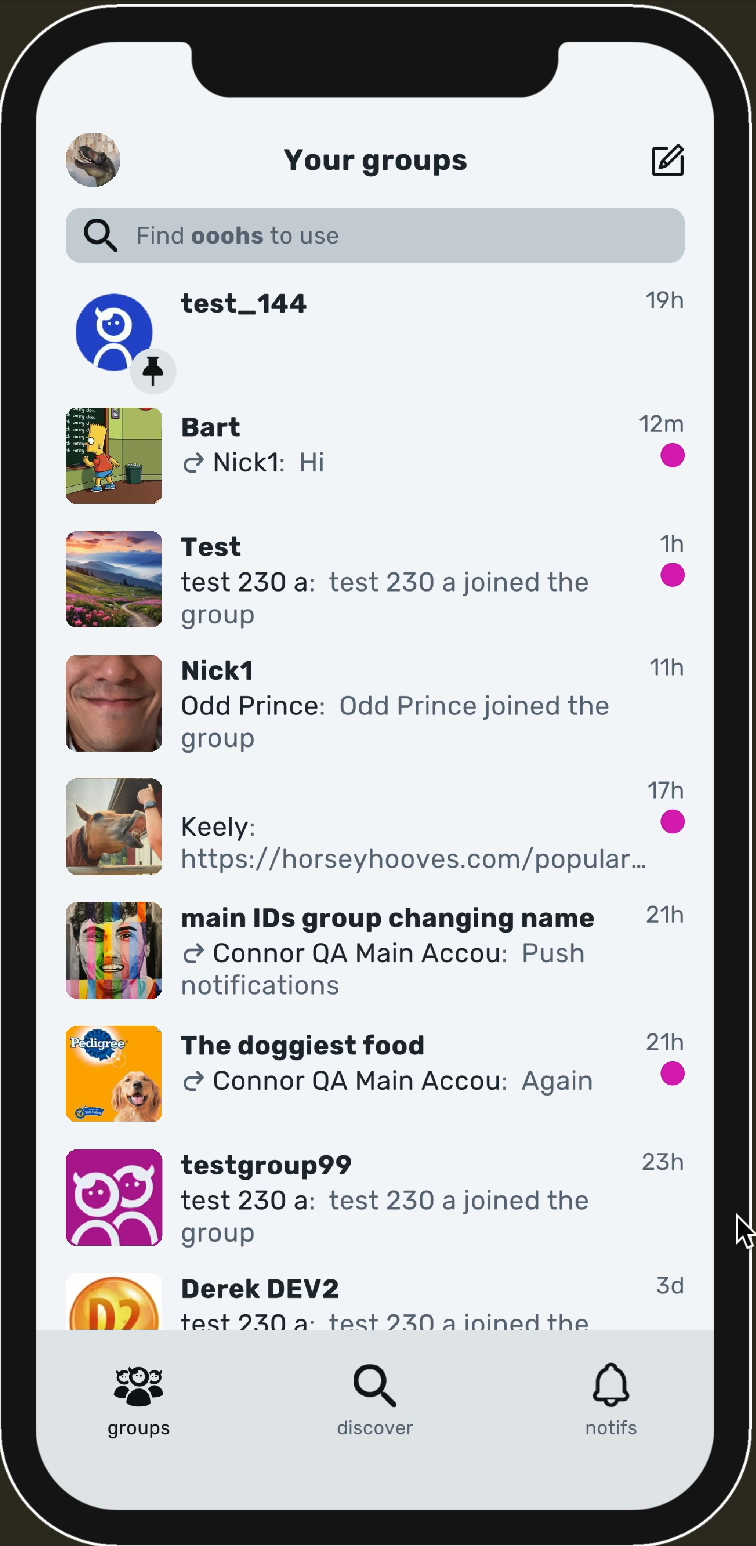 Your groups
Find ooohs to use
test_144
19h
Bart
12m
Nick1: Hi
Test
1h
test 230 a: test 230 a joined the
group
Nick1
11h
Odd Prince: Odd Prince joined the
group
17h
Keely:
https://horseyhooves.com/popular…
main IDs group changing name
21h
Connor QA Main Accou: Push
notifications
Pedigree
The doggiest food
21h
Connor QA Main Accou: Again
testgroup99
23h
test 230 a: test 230 a joined the
group
D2
Derek DEV2
3d
test 230 a: test 230 a joined the
groups
discover
notifs